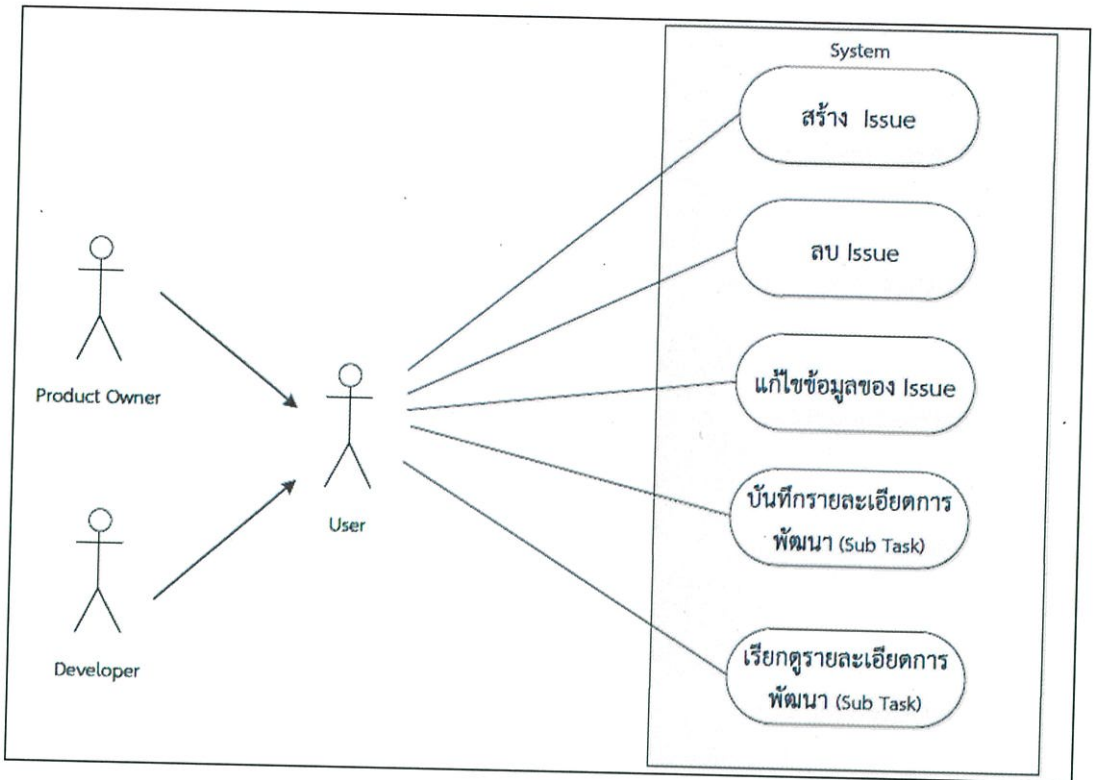 System
สร้าง Issue
ลบ Issue
แก้ไขข้อมูลของ Issue
บันทึกรายละเอียดการ
พัฒนา (Sub Task)
เรียกดูรายละเอียดการ
พัฒนา (Sub Task)
Product Owner
User
Developer